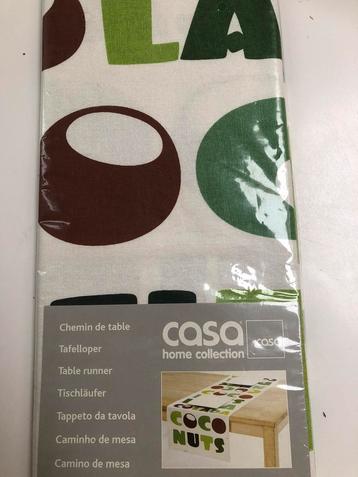 LA
OC
Chemin de table
Tafelloper
Table runner
Tischläufer
Tappeto da tavola
Caminho de mesa
Camino de mesa
casa
home collection
casa
COCO
NUTS